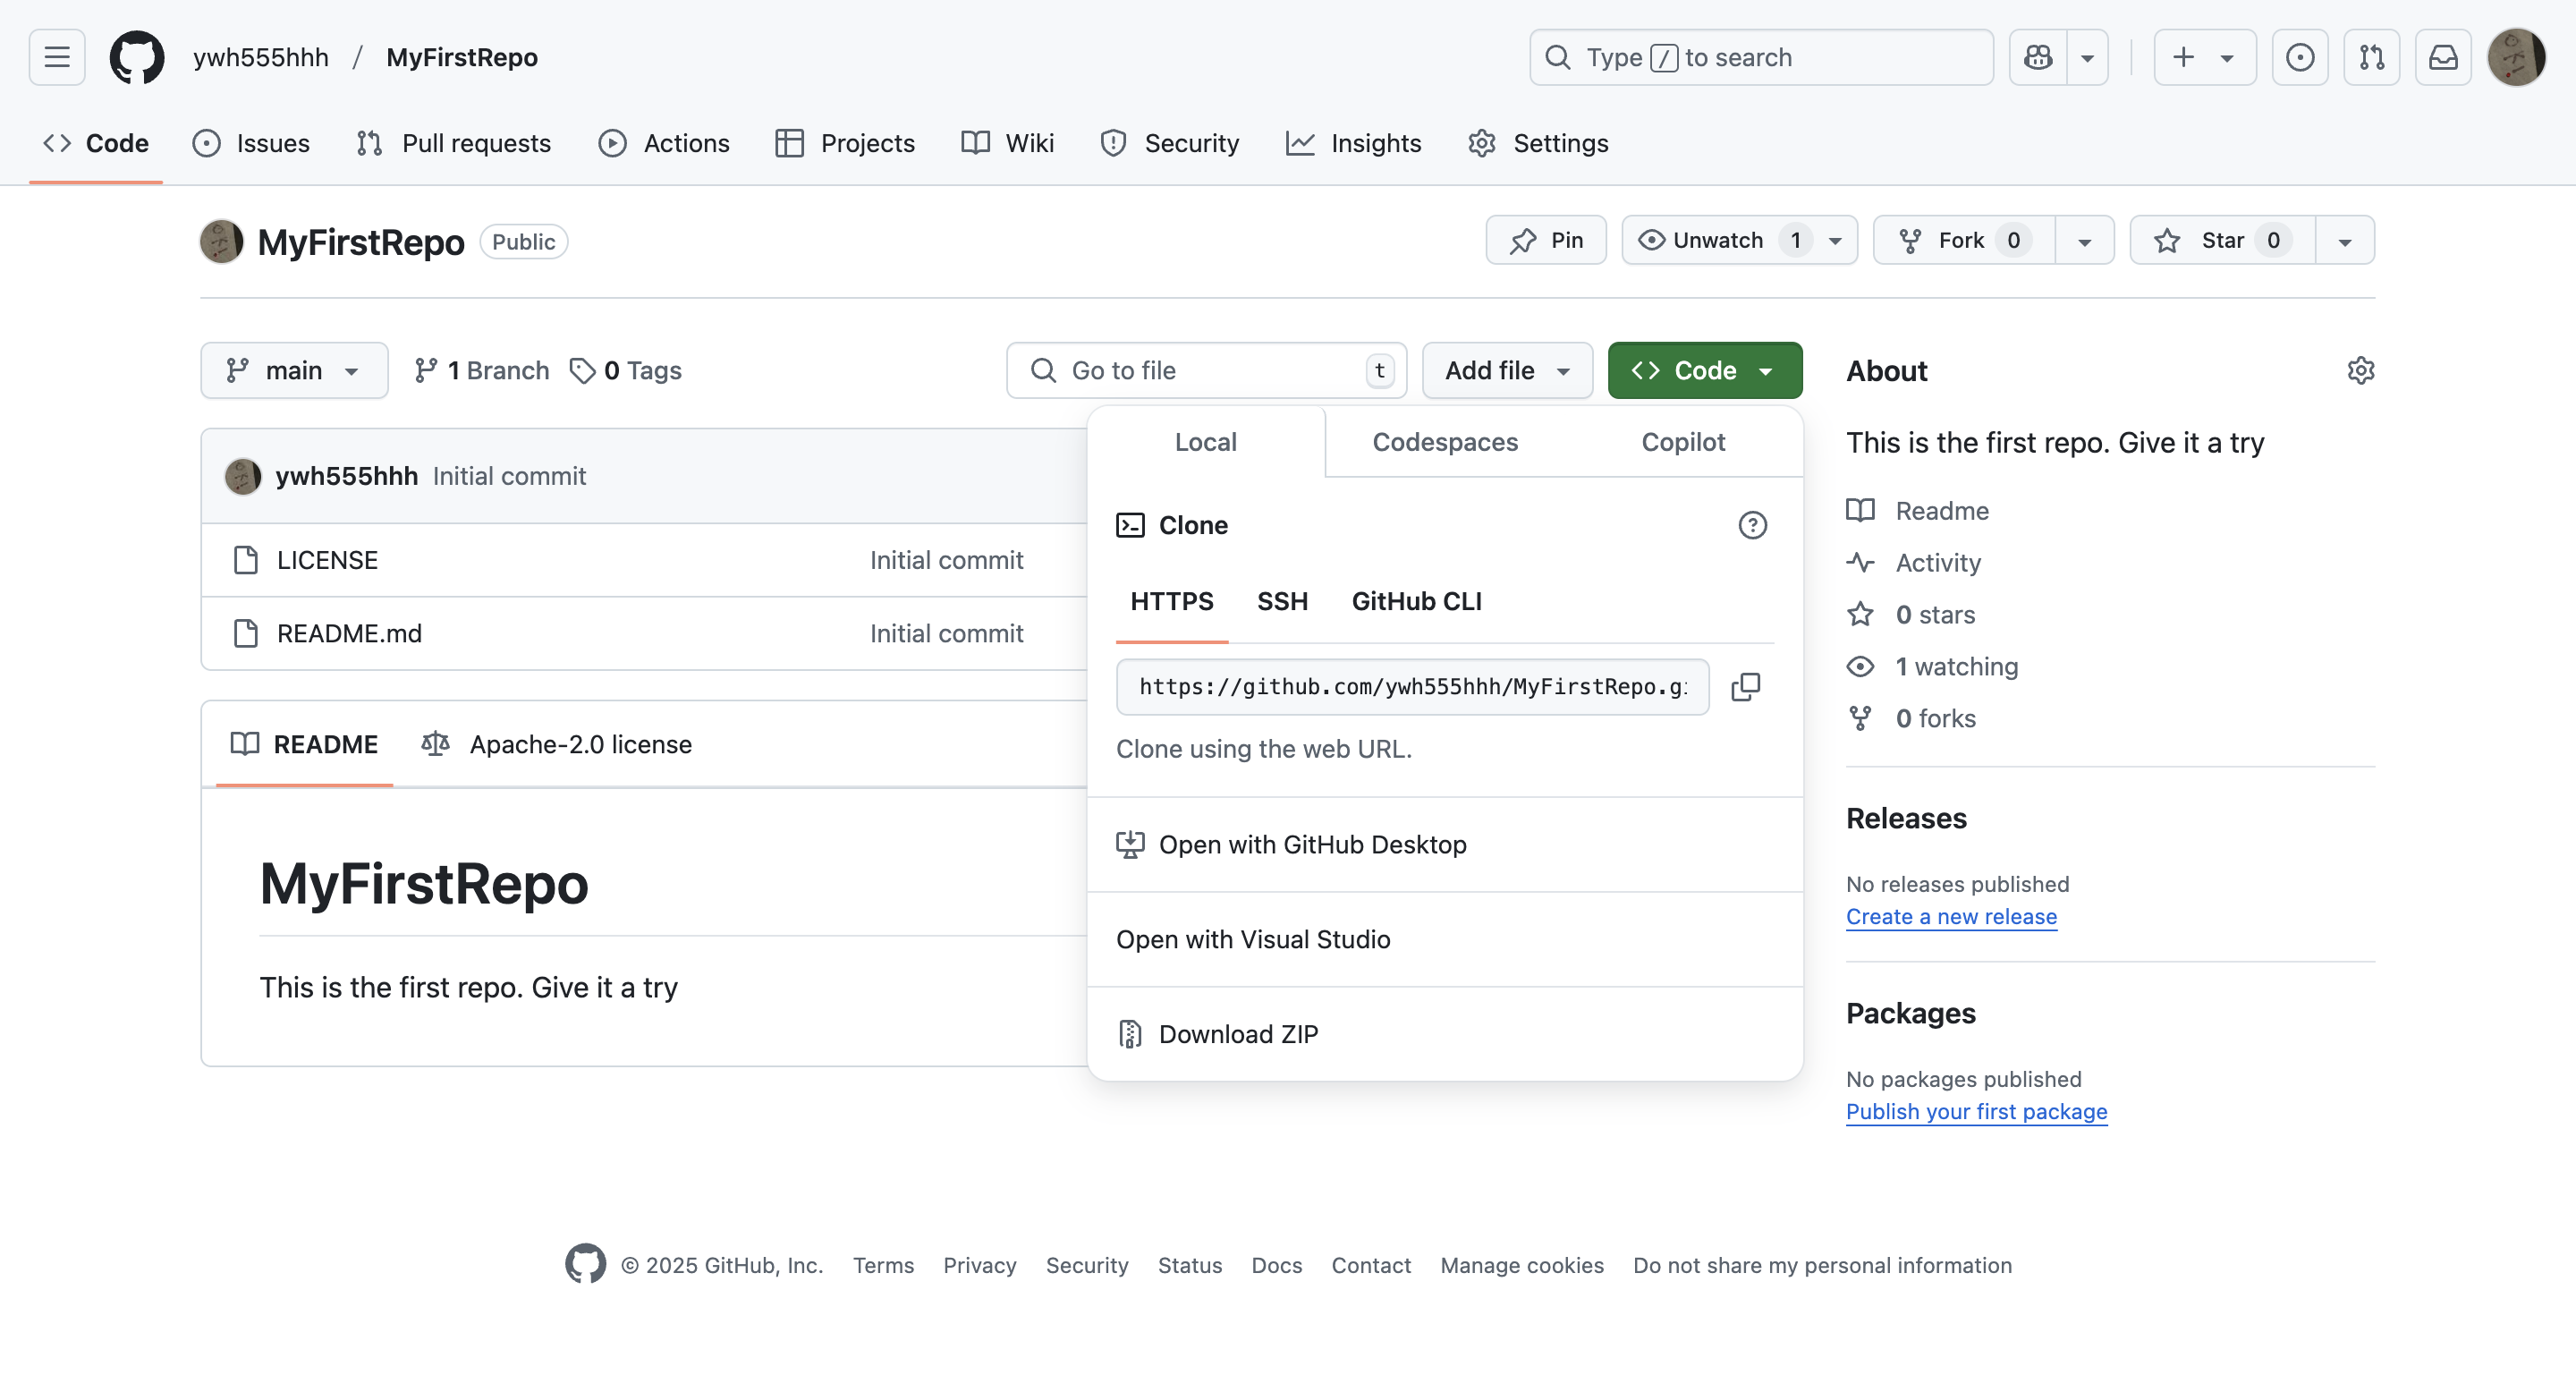 ywh555hhh / MyFirstRepo
Type / to search
Code Issues Pull requests Actions Projects Wiki Security Insights Settings
MyFirstRepo Public
Pin Unwatch 1 Fork 0 Star 0
main 1 Branch 0 Tags Go to file t Add file Code
ywh555hhh Initial commit
LICENSE Initial commit
README.md Initial commit
README Apache-2.0 license
MyFirstRepo
This is the first repo. Give it a try
Local Codespaces Copilot
Clone
HTTPS SSH GitHub CLI
https://github.com/ywh555hhh/MyFirstRepo.g
Clone using the web URL.
Open with GitHub Desktop
Open with Visual Studio
Download ZIP
About
This is the first repo. Give it a try
Readme
Activity
0 stars
1 watching
0 forks
Releases
No releases published
Create a new release
Packages
No packages published
Publish your first package
© 2025 GitHub, Inc. Terms Privacy Security Status Docs Contact Manage cookies Do not share my personal information